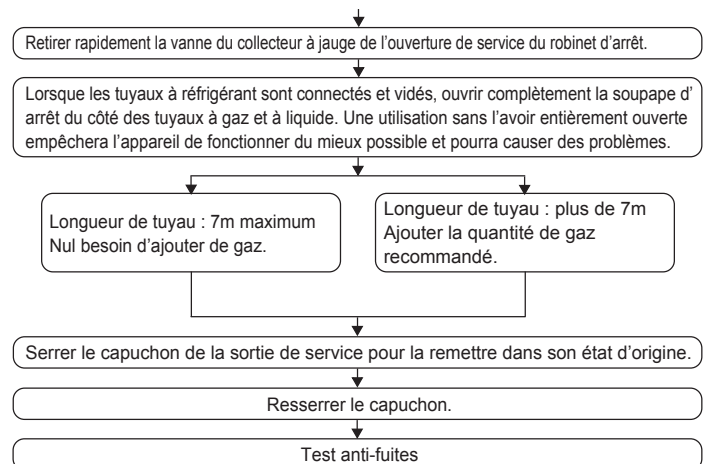 Retirer rapidement la vanne du collecteur à jauge de l'ouverture de service du robinet d'arrêt.
Lorsque les tuyaux à réfrigérant sont connectés et vidés, ouvrir complètement la soupape d'
arrêt du côté des tuyaux à gaz et à liquide. Une utilisation sans l'avoir entièrement ouverte
empêchera l'appareil de fonctionner du mieux possible et pourra causer des problèmes.
Longueur de tuyau : 7m maximum
Nul besoin d'ajouter de gaz.
Longueur de tuyau : plus de 7m
Ajouter la quantité de gaz
recommandé.
Serrer le capuchon de la sortie de service pour la remettre dans son état d'origine.
Resserrer le capuchon.
Test anti-fuites